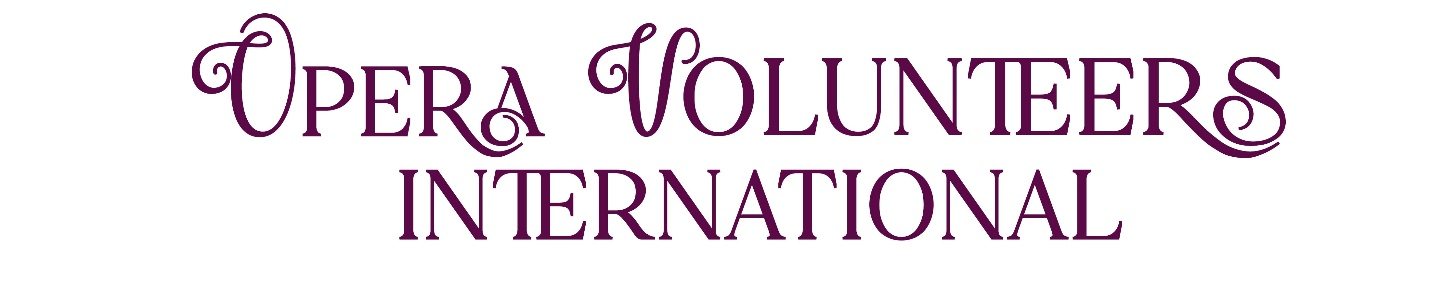 OPERA VOLUNTEERS
INTERNATIONAL